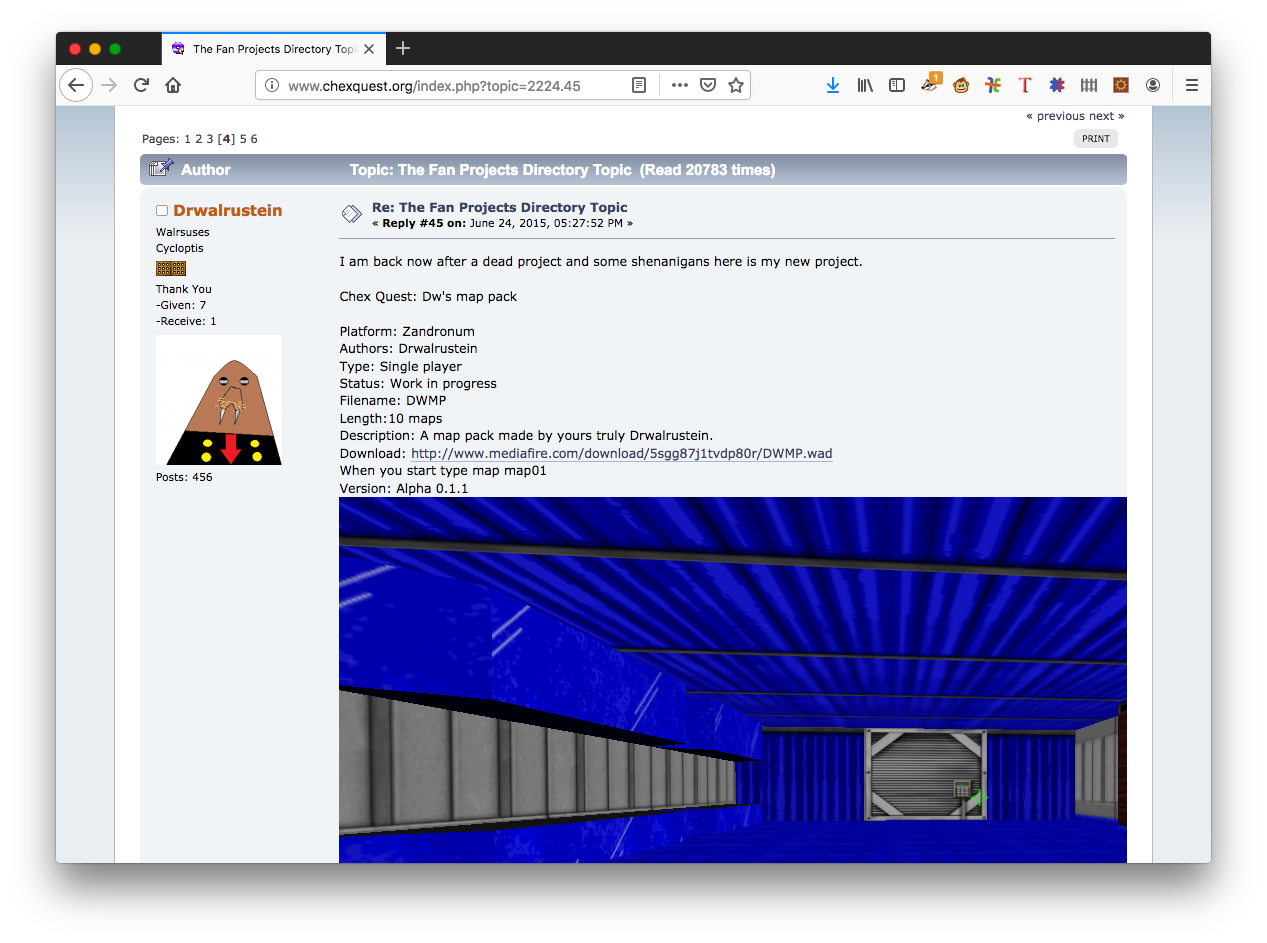 The Fan Projects Directory Topi
www.chexquest.org/index.php?topic=2224.45
1
« previous next »
Pages: 1 2 3 [4] 5 6
PRINT
Author
Topic: The Fan Projects Directory Topic (Read 20783 times)
Drwalrustein
Walrsuses
Cycloptis
Thank You
-Given: 7
-Receive: 1
Posts: 456
Re: The Fan Projects Directory Topic
« Reply #45 on: June 24, 2015, 05:27:52 PM »
I am back now after a dead project and some shenanigans here is my new project.
Chex Quest: Dw's map pack
Platform: Zandronum
Authors: Drwalrustein
Type: Single player
Status: Work in progress
Filename: DWMP
Length:10 maps
Description: A map pack made by yours truly Drwalrustein.
Download: http://www.mediafire.com/download/5sgg87j1tvdp80r/DWMP.wad
When you start type map map01
Version: Alpha 0.1.1